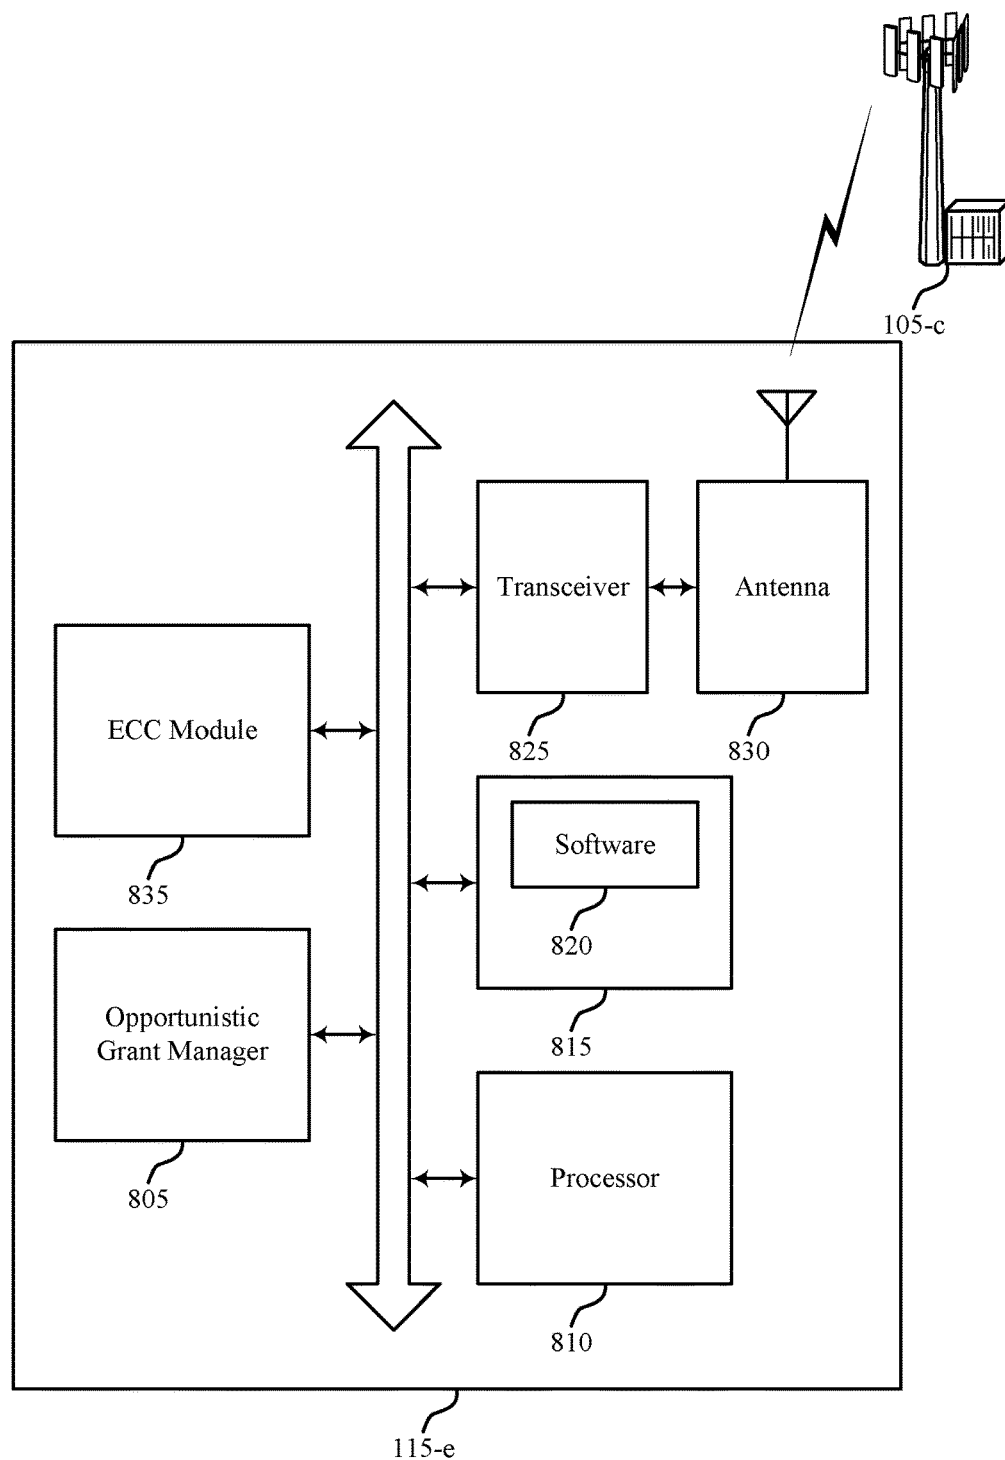 105-c
Transceiver
Antenna
825
830
ECC Module
835
Software
820
815
Opportunistic
Grant Manager
805
Processor
810
115-e